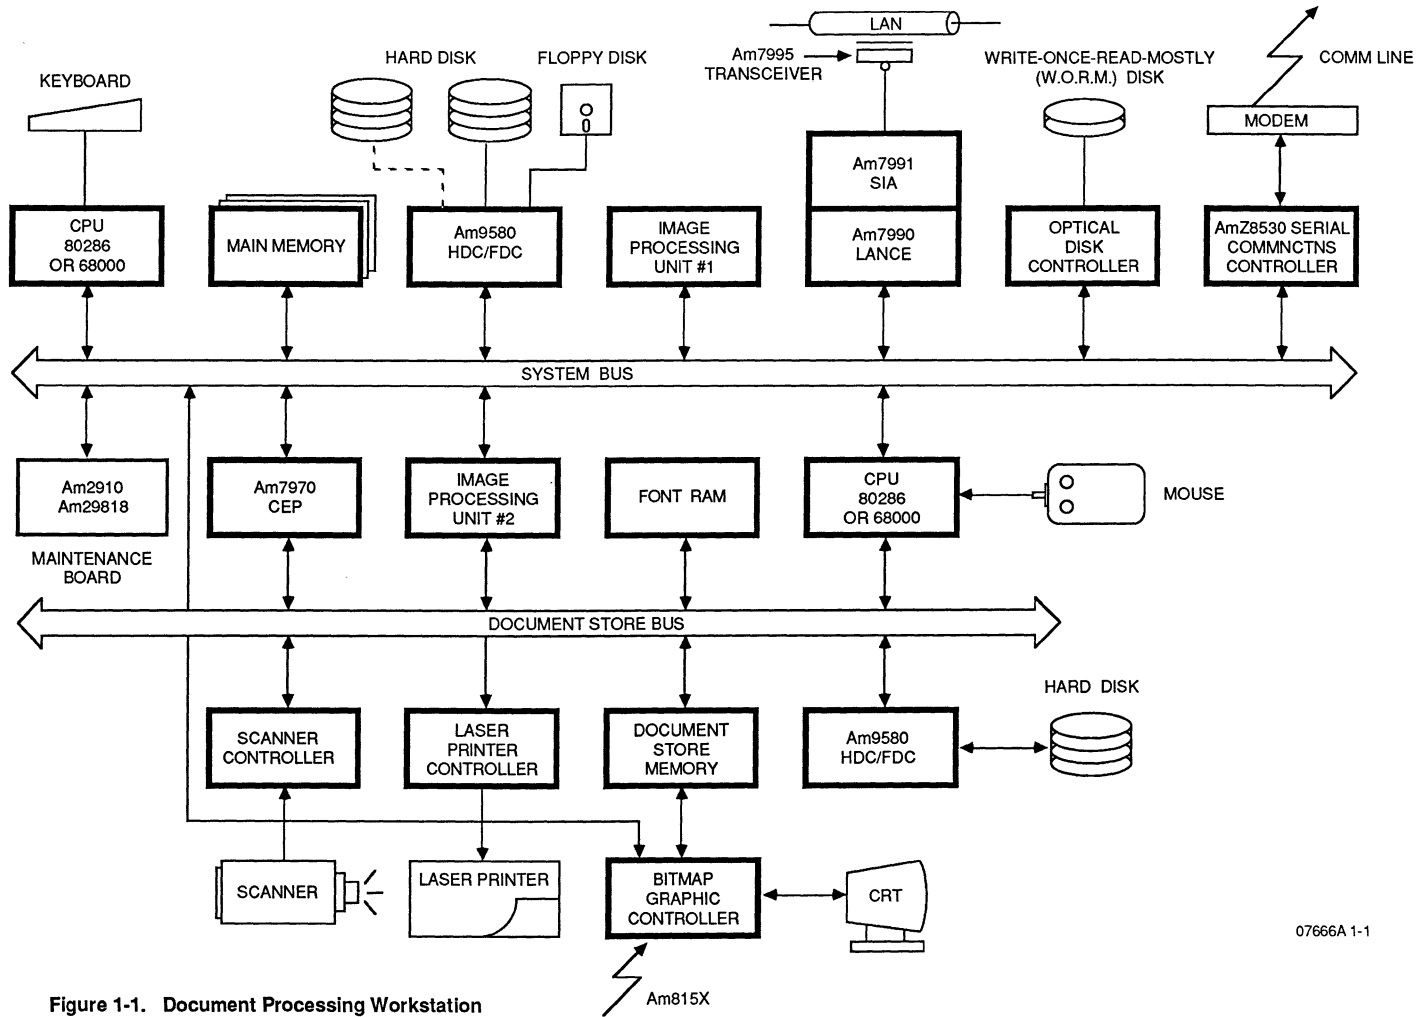 LAN
Am7995
TRANSCEIVER
HARD DISK
FLOPPY DISK
WRITE-ONCE-READ-MOSTLY
(W.O.R.M.) DISK
COMM LINE
KEYBOARD
MODEM
Am7991
SIA
CPU
80286
OR 68000
MAIN MEMORY
Am9580
HDC/FDC
IMAGE
PROCESSING
UNIT #1
Am7990
LANCE
OPTICAL
DISK
CONTROLLER
AmZ8530 SERIAL
COMMNCTNS
CONTROLLER
SYSTEM BUS
Am2910
Am29818
MAINTENANCE
BOARD
Am7970
CEP
IMAGE
PROCESSING
UNIT #2
FONT RAM
CPU
80286
OR 68000
MOUSE
DOCUMENT STORE BUS
SCANNER
CONTROLLER
LASER
PRINTER
CONTROLLER
DOCUMENT
STORE
MEMORY
Am9580
HDC/FDC
HARD DISK
SCANNER
LASER PRINTER
BITMAP
GRAPHIC
CONTROLLER
CRT
Am815X
07666A 1-1
Figure 1-1. Document Processing Workstation